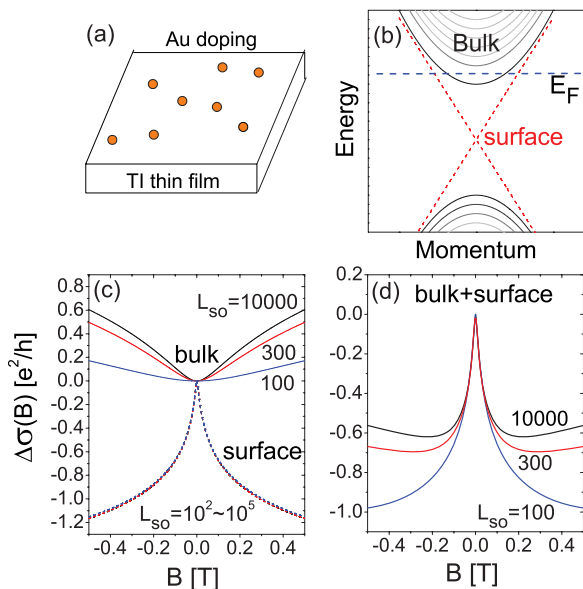 (a)
Au doping
TI thin film
(b)
Bulk
E_F
surface
Energy
Momentum
(c)
L_so=10000
bulk
300
100
surface
L_so=10²~10⁵
0.8
0.6
0.4
0.2
0.0
-0.2
-0.4
-0.6
-0.8
-1.0
-1.2
Δσ(B) [e²/h]
-0.4 -0.2 0.0 0.2 0.4
B [T]
(d)
bulk+surface
10000
300
L_so=100
0.2
0.0
-0.2
-0.4
-0.6
-0.8
-1.0
-0.4 -0.2 0.0 0.2 0.4
B [T]